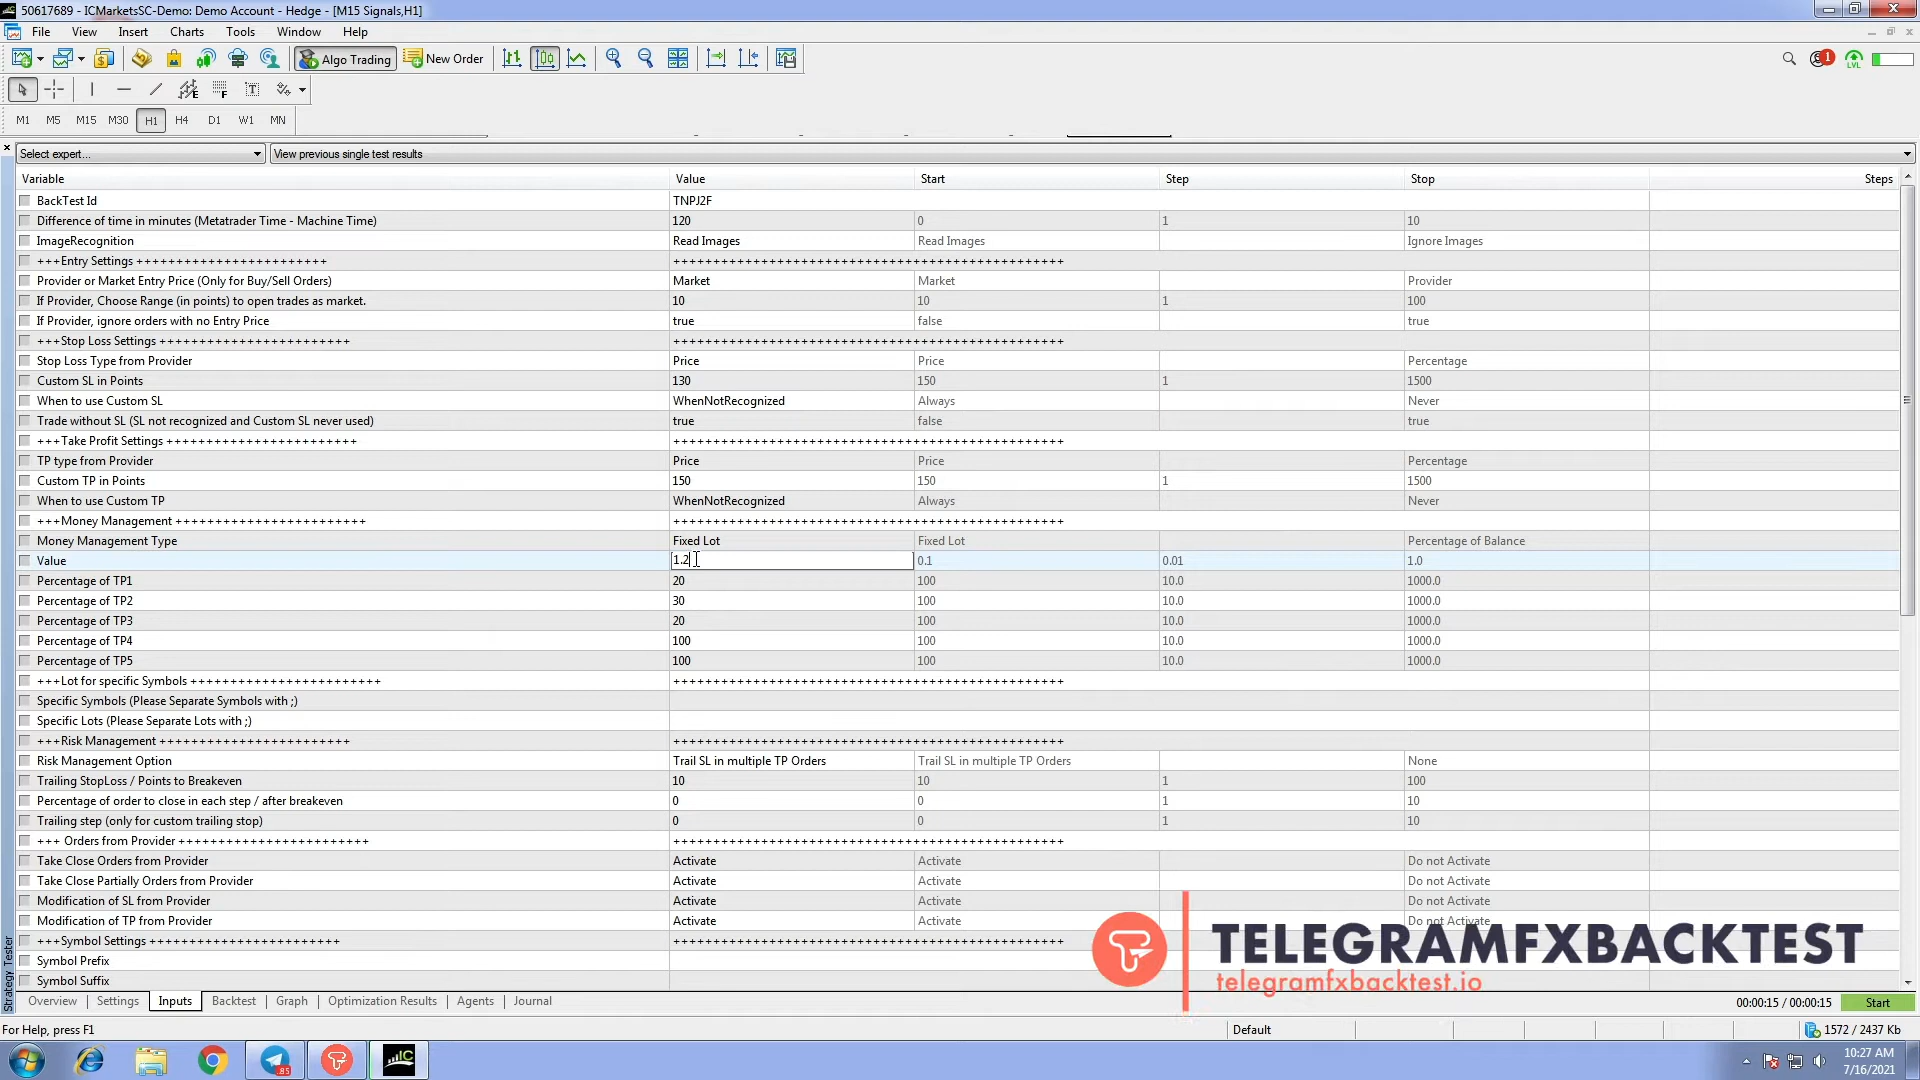 50617689 - ICMarketsSC-Demo: Demo Account - Hedge - [M15 Signals,H1]
File View Insert Charts Tools Window Help
Algo Trading New Order 1 LVL
E F T
M1 M5 M15 M30 H1 H4 D1 W1 MN
Select expert... View previous single test results
Variable Value Start Step Stop Steps
BackTest Id TNPJ2F
Difference of time in minutes (Metatrader Time - Machine Time) 120 0 1 10
ImageRecognition Read Images Read Images Ignore Images
+++Entry Settings ++++++++++++++++++++++++ +++++++++++++++++++++++++++++++++++++++++++++++++
Provider or Market Entry Price (Only for Buy/Sell Orders) Market Market Provider
If Provider, Choose Range (in points) to open trades as market. 10 10 1 100
If Provider, ignore orders with no Entry Price true false true
+++Stop Loss Settings ++++++++++++++++++++++++ +++++++++++++++++++++++++++++++++++++++++++++++++
Stop Loss Type from Provider Price Price Percentage
Custom SL in Points 130 150 1 1500
When to use Custom SL WhenNotRecognized Always Never
Trade without SL (SL not recognized and Custom SL never used) true false true
+++Take Profit Settings ++++++++++++++++++++++++ +++++++++++++++++++++++++++++++++++++++++++++++++
TP type from Provider Price Price Percentage
Custom TP in Points 150 150 1 1500
When to use Custom TP WhenNotRecognized Always Never
+++Money Management ++++++++++++++++++++++++ +++++++++++++++++++++++++++++++++++++++++++++++++
Money Management Type Fixed Lot Fixed Lot Percentage of Balance
Value 1.2 0.1 0.01 1.0
Percentage of TP1 20 100 10.0 1000.0
Percentage of TP2 30 100 10.0 1000.0
Percentage of TP3 20 100 10.0 1000.0
Percentage of TP4 100 100 10.0 1000.0
Percentage of TP5 100 100 10.0 1000.0
+++Lot for specific Symbols ++++++++++++++++++++++++ +++++++++++++++++++++++++++++++++++++++++++++++++
Specific Symbols (Please Separate Symbols with ;)
Specific Lots (Please Separate Lots with ;)
+++Risk Management ++++++++++++++++++++++++ +++++++++++++++++++++++++++++++++++++++++++++++++
Risk Management Option Trail SL in multiple TP Orders Trail SL in multiple TP Orders None
Trailing StopLoss / Points to Breakeven 10 10 1 100
Percentage of order to close in each step / after breakeven 0 0 1 10
Trailing step (only for custom trailing stop) 0 0 1 10
+++ Orders from Provider ++++++++++++++++++++++++ +++++++++++++++++++++++++++++++++++++++++++++++++
Take Close Orders from Provider Activate Activate Do not Activate
Take Close Partially Orders from Provider Activate Activate Do not Activate
Modification of SL from Provider Activate Activate Do not Activate
Modification of TP from Provider Activate Activate Do not Activate
+++Symbol Settings ++++++++++++++++++++++++ +++++++++++++++++++++++++++++++++++++++++++++++++
Symbol Prefix
Symbol Suffix
TELEGRAMFXBACKTEST
telegramfxbacktest.io
Strategy Tester
Overview Settings Inputs Backtest Graph Optimization Results Agents Journal 00:00:15 / 00:00:15 Start
For Help, press F1 Default 1572 / 2437 Kb
85 IC 10:27 AM
7/16/2021